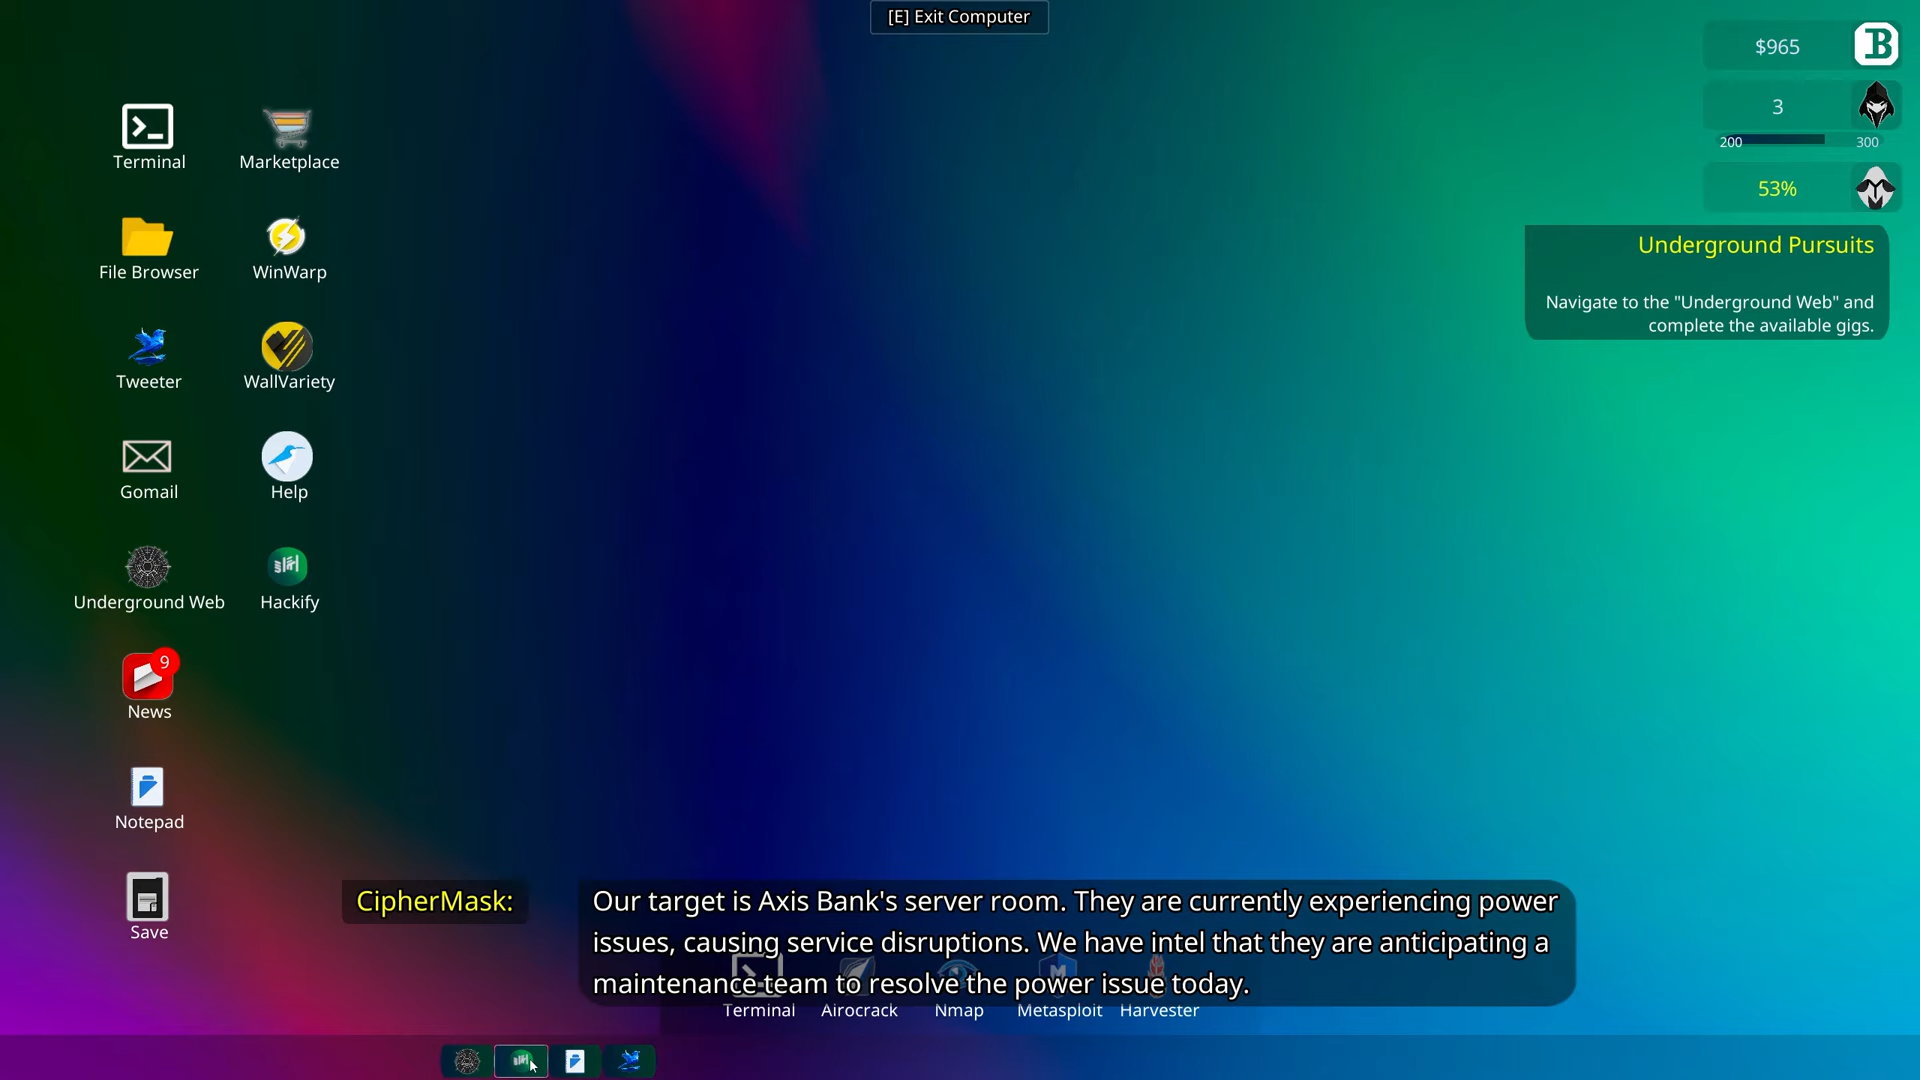 [E] Exit Computer
$965
B
3
200 300
53%
Underground Pursuits
Navigate to the "Underground Web" and
complete the available gigs.
Terminal
Marketplace
File Browser
WinWarp
Tweeter
WallVariety
Gomail
Help
Underground Web
Hackify
9
News
Notepad
Save
CipherMask:
Our target is Axis Bank's server room. They are currently experiencing power
issues, causing service disruptions. We have intel that they are anticipating a
maintenance team to resolve the power issue today.
Terminal Airocrack Nmap Metasploit Harvester